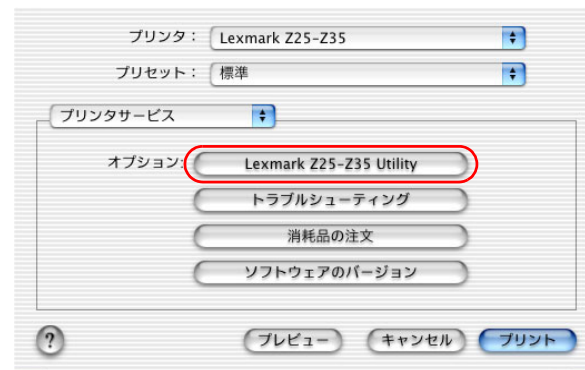 プリンタ： Lexmark Z25-Z35
プリセット： 標準
プリンタサービス
オプション: Lexmark Z25-Z35 Utility
トラブルシューティング
消耗品の注文
ソフトウェアのバージョン
? プレビュー キャンセル プリント